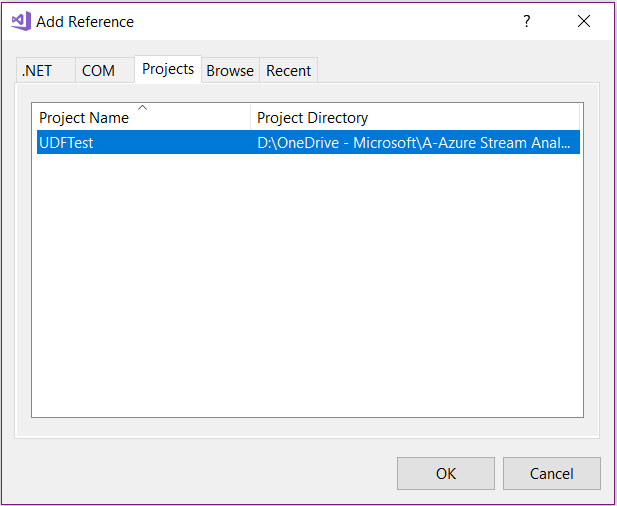 Add Reference ?
.NET COM Projects Browse Recent
Project Name Project Directory
UDFTest D:\OneDrive - Microsoft\A-Azure Stream Anal...
OK Cancel